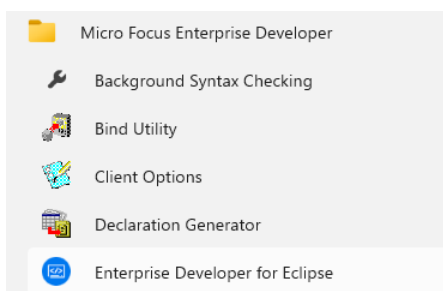 Micro Focus Enterprise Developer
Background Syntax Checking
Bind Utility
Client Options
Declaration Generator
Enterprise Developer for Eclipse